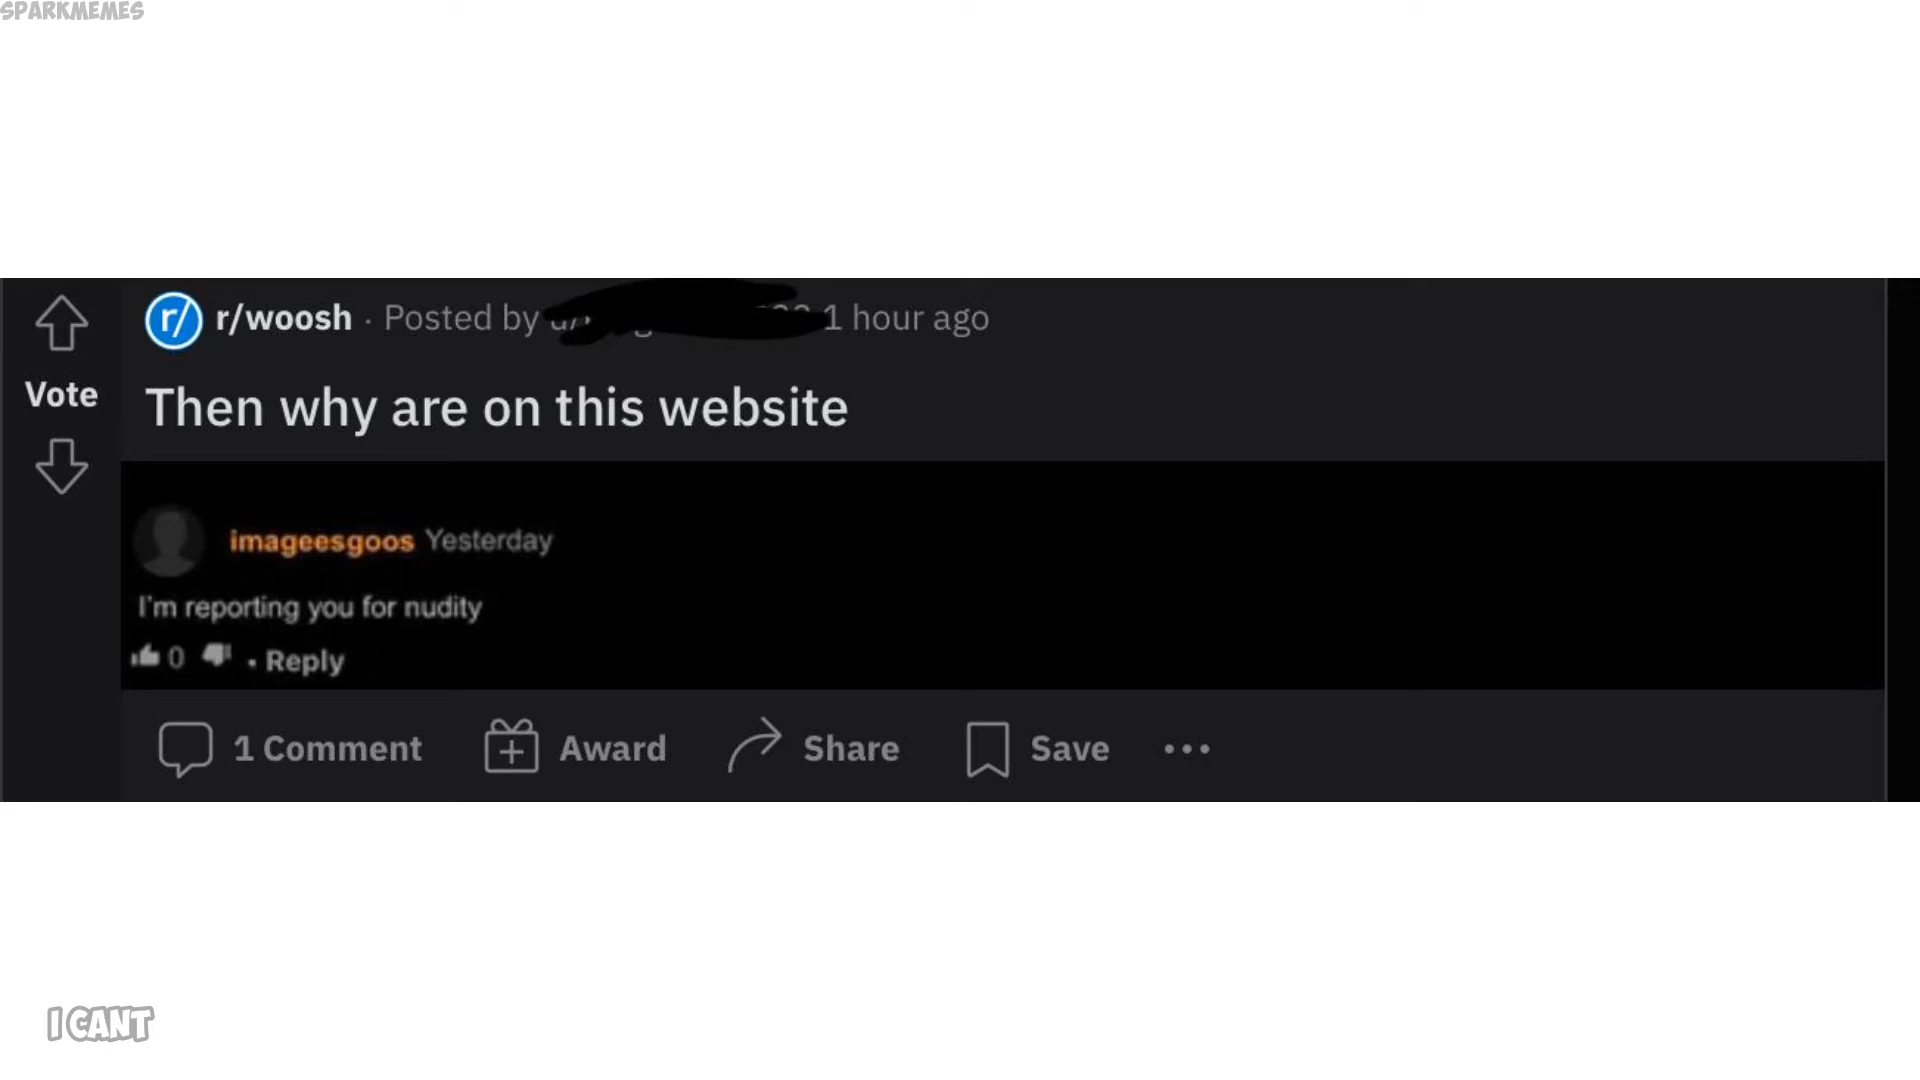 SPARKMEMES
r/ r/woosh · Posted by 1 hour ago
Vote
Then why are on this website
imageesgoos Yesterday
I'm reporting you for nudity
0 • Reply
1 Comment Award Share Save •••
I CANT